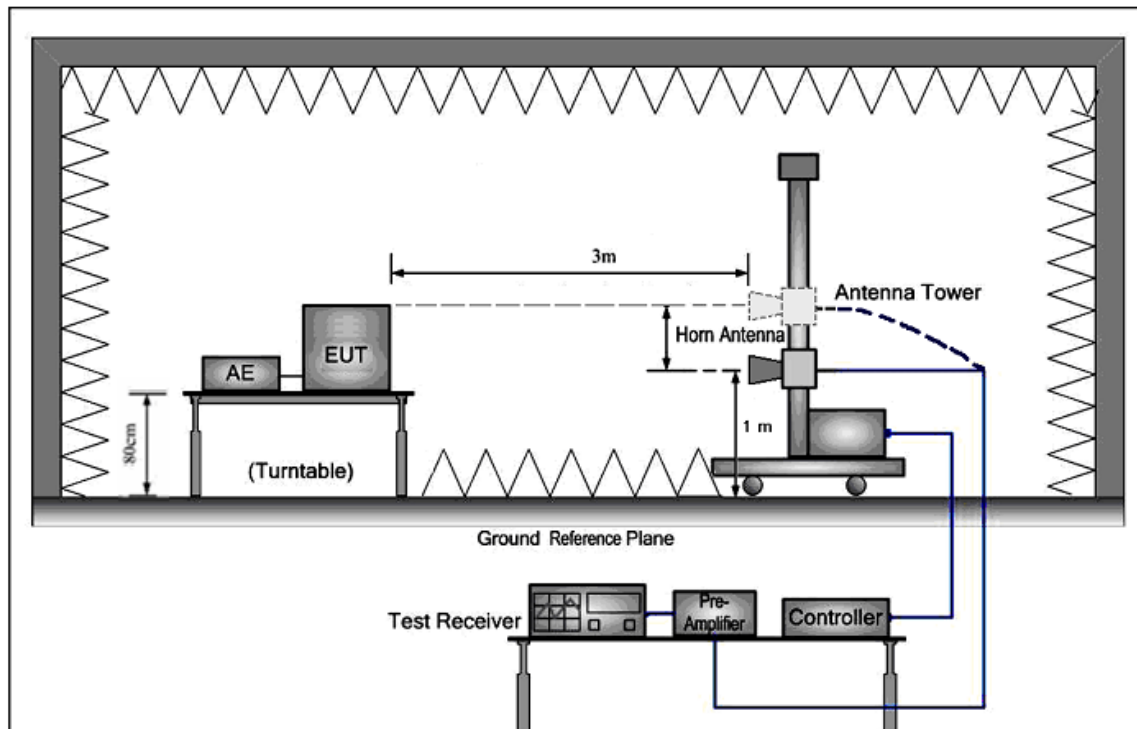 3m
Antenna Tower
Horn Antenna
EUT
AE
1 m
80cm
(Turntable)
Ground Reference Plane
Test Receiver
Pre-
Amplifier
Controller